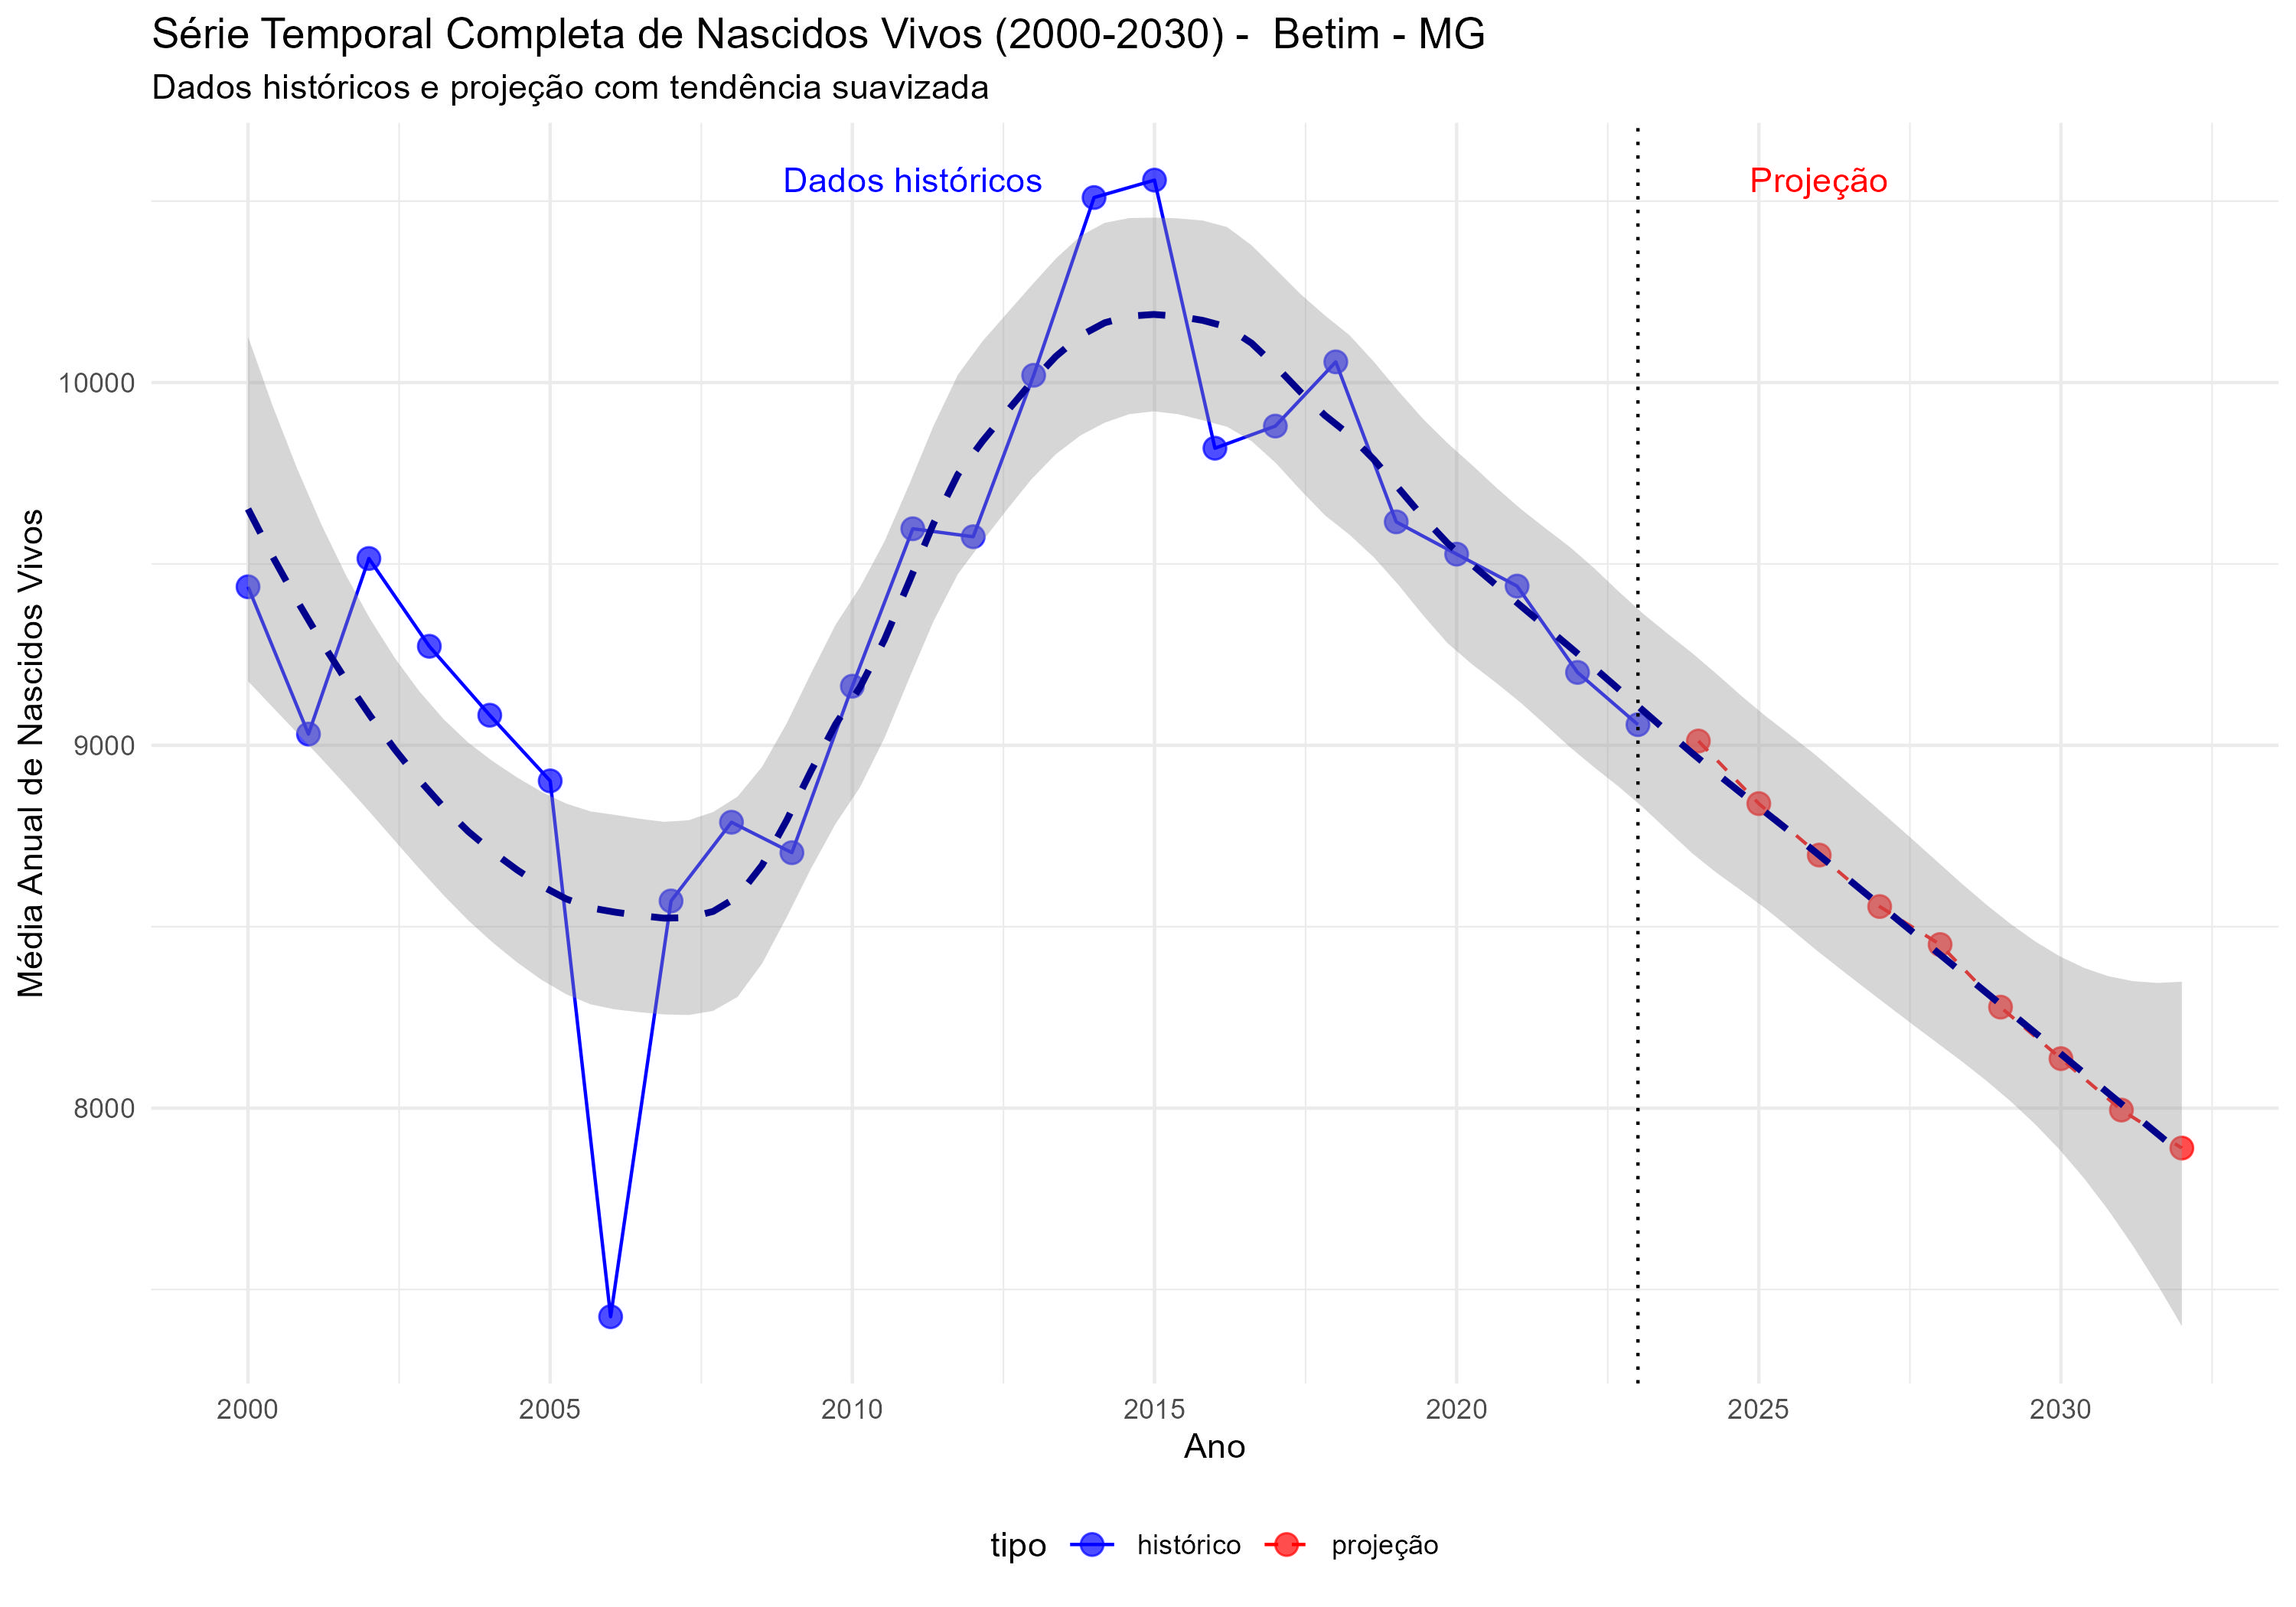 Série Temporal Completa de Nascidos Vivos (2000-2030) -  Betim - MG
Dados históricos e projeção com tendência suavizada
Dados históricos
Projeção
Média Anual de Nascidos Vivos
10000
9000
8000
2000
2005
2010
2015
2020
2025
2030
Ano
tipo
histórico
projeção